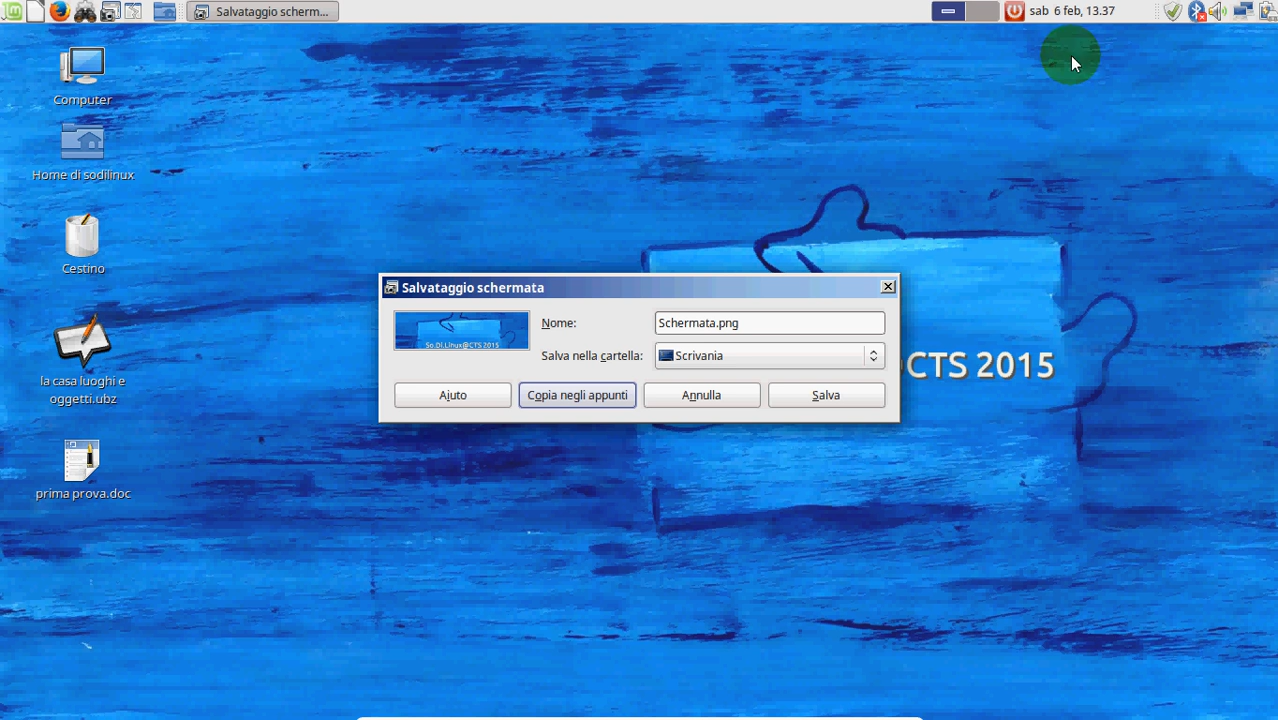 Salvataggio scherm...
sab 6 feb, 13.37
Computer
Home di sodilinux
Cestino
la casa luoghi e
oggetti.ubz
prima prova.doc
Salvataggio schermata
So.Di.Linux@CTS 2015
Nome:
Schermata.png
Salva nella cartella:
Scrivania
Aiuto
Copia negli appunti
Annulla
Salva
CTS 2015